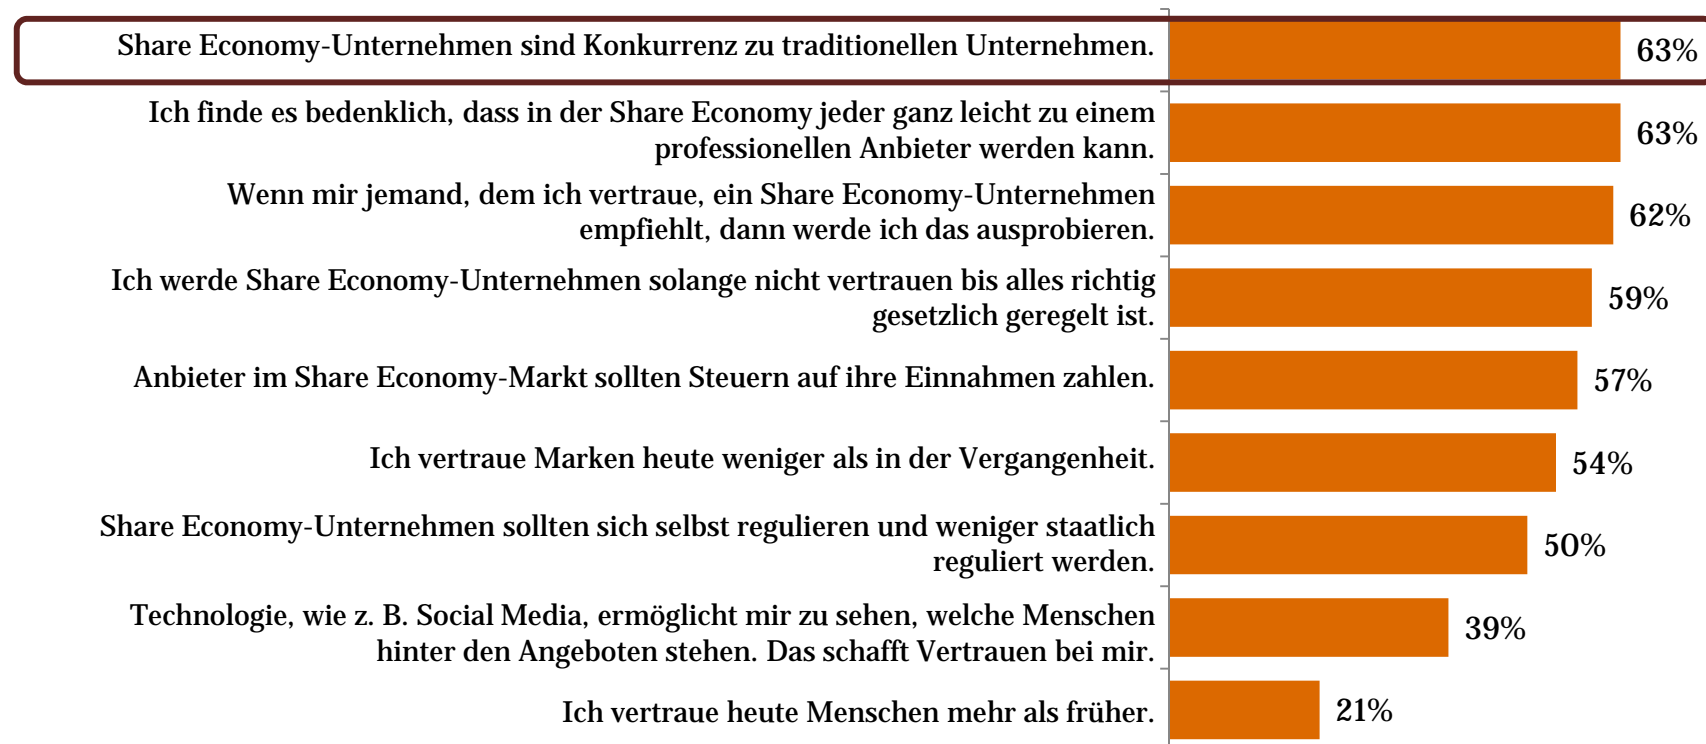 Share Economy-Unternehmen sind Konkurrenz zu traditionellen Unternehmen.
63%
Ich finde es bedenklich, dass in der Share Economy jeder ganz leicht zu einem
professionellen Anbieter werden kann.
63%
Wenn mir jemand, dem ich vertraue, ein Share Economy-Unternehmen
empfiehlt, dann werde ich das ausprobieren.
62%
Ich werde Share Economy-Unternehmen solange nicht vertrauen bis alles richtig
gesetzlich geregelt ist.
59%
Anbieter im Share Economy-Markt sollten Steuern auf ihre Einnahmen zahlen.
57%
Ich vertraue Marken heute weniger als in der Vergangenheit.
54%
Share Economy-Unternehmen sollten sich selbst regulieren und weniger staatlich
reguliert werden.
50%
Technologie, wie z. B. Social Media, ermöglicht mir zu sehen, welche Menschen
hinter den Angeboten stehen. Das schafft Vertrauen bei mir.
39%
Ich vertraue heute Menschen mehr als früher.
21%